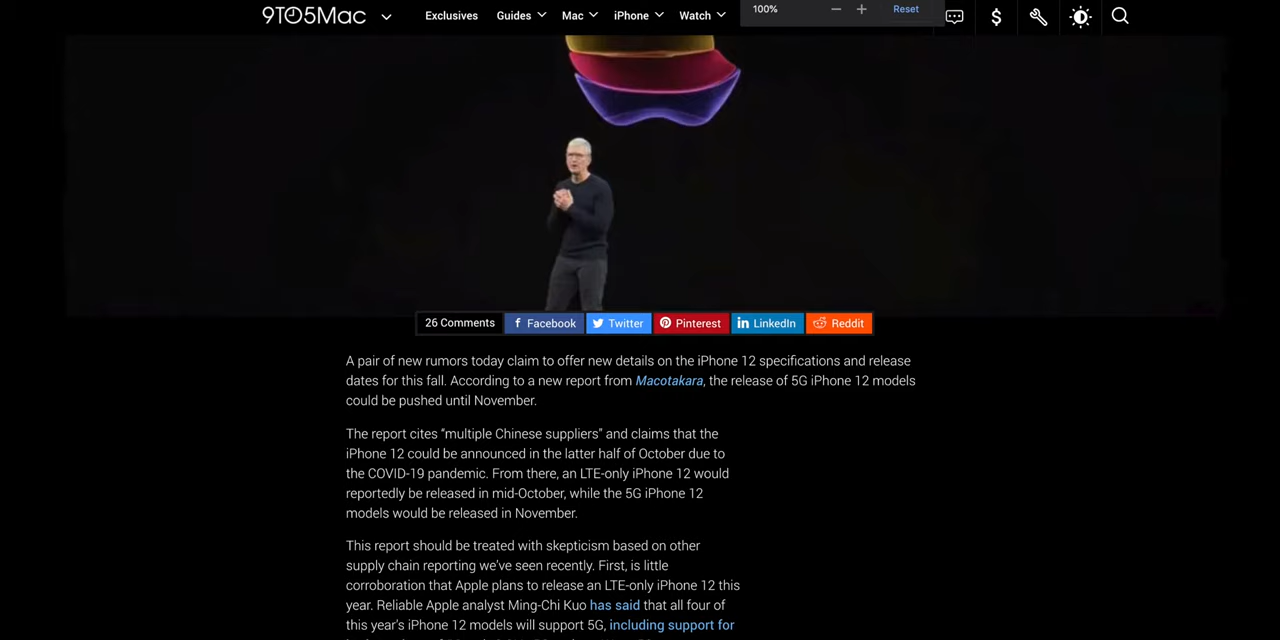 9TO5Mac Exclusives Guides Mac iPhone Watch 100% − + Reset $
26 Comments Facebook Twitter Pinterest LinkedIn Reddit
A pair of new rumors today claim to offer new details on the iPhone 12 specifications and release
dates for this fall. According to a new report from Macotakara, the release of 5G iPhone 12 models
could be pushed until November.
The report cites “multiple Chinese suppliers” and claims that the
iPhone 12 could be announced in the latter half of October due to
the COVID-19 pandemic. From there, an LTE-only iPhone 12 would
reportedly be released in mid-October, while the 5G iPhone 12
models would be released in November.
This report should be treated with skepticism based on other
supply chain reporting we’ve seen recently. First, is little
corroboration that Apple plans to release an LTE-only iPhone 12 this
year. Reliable Apple analyst Ming-Chi Kuo has said that all four of
this year’s iPhone 12 models will support 5G, including support for